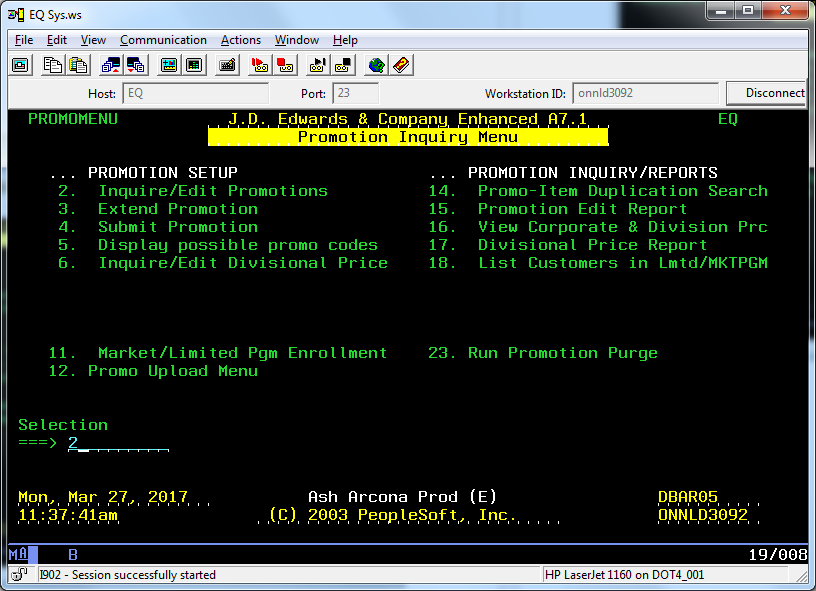 EQ Sys.ws
File Edit View Communication Actions Window Help
Host: EQ Port: 23 Workstation ID: onnld3092 Disconnect
PROMOMENU J.D. Edwards & Company Enhanced A7.1 EQ
Promotion Inquiry Menu
... PROMOTION SETUP ... PROMOTION INQUIRY/REPORTS
2. Inquire/Edit Promotions 14. Promo-Item Duplication Search
3. Extend Promotion 15. Promotion Edit Report
4. Submit Promotion 16. View Corporate & Division Prc
5. Display possible promo codes 17. Divisional Price Report
6. Inquire/Edit Divisional Price 18. List Customers in Lmtd/MKTPGM
11. Market/Limited Pgm Enrollment 23. Run Promotion Purge
12. Promo Upload Menu
Selection
===> 2
Mon, Mar 27, 2017 Ash Arcona Prod (E) DBAR05
11:37:41am (C) 2003 PeopleSoft, Inc. ONNLD3092
MA B 19/008
I902 - Session successfully started HP LaserJet 1160 on DOT4_001